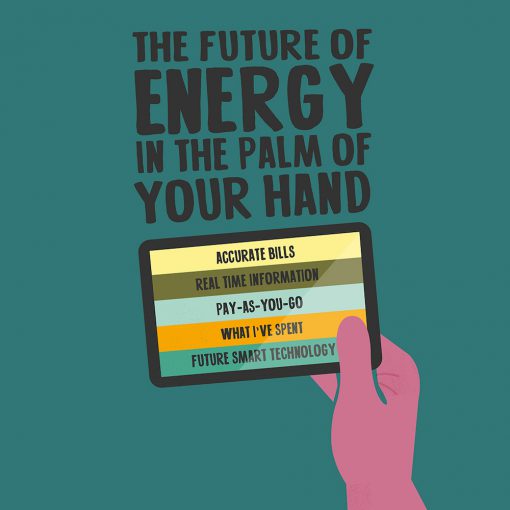 THE FUTURE OF
ENERGY
IN THE PALM OF
YOUR HAND
ACCURATE BILLS
REAL TIME INFORMATION
PAY-AS-YOU-GO
WHAT I'VE SPENT
FUTURE SMART TECHNOLOGY